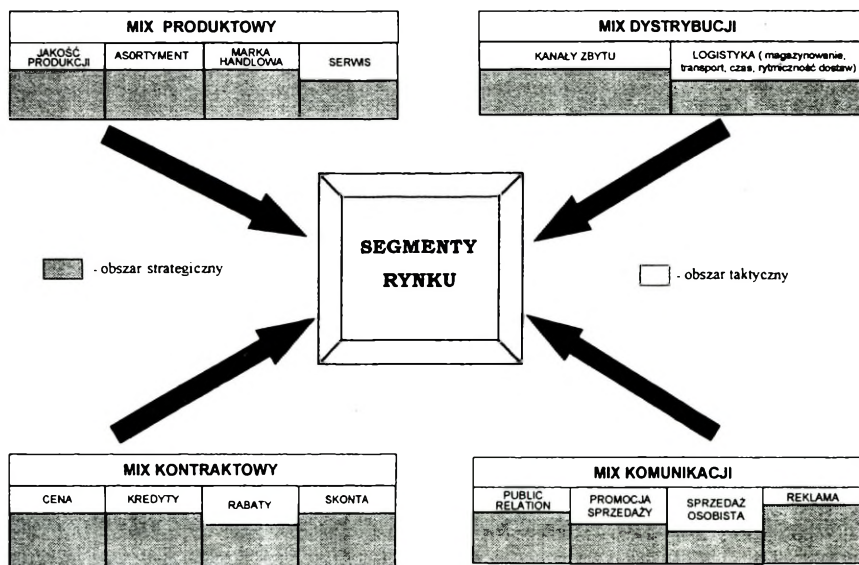 MIX PRODUKTOWY
JAKOŚĆ
PRODUKCJI
ASORTYMENT
MARKA
HANDLOWA
SERWIS
MIX DYSTRYBUCJI
KANAŁY ZBYTU
LOGISTYKA ( magazynowanie,
transport, czas, rytmiczność dostaw)
SEGMENTY
RYNKU
- obszar strategiczny
- obszar taktyczny
MIX KONTRAKTOWY
CENA
KREDYTY
RABATY
SKONTA
MIX KOMUNIKACJI
PUBLIC
RELATION
PROMOCJA
SPRZEDAŻY
SPRZEDAŻ
OSOBISTA
REKLAMA